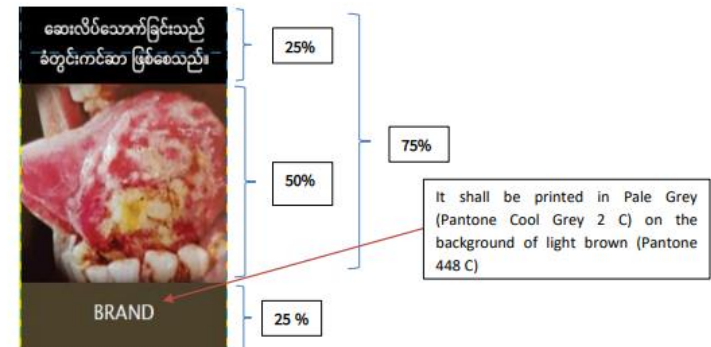 ဆေးလိပ်သောက်ခြင်းသည်
ခံတွင်းကင်ဆာ ဖြစ်စေသည်။
25%
50%
75%
It shall be printed in Pale Grey
(Pantone Cool Grey 2 C) on the
background of light brown (Pantone
448 C)
BRAND
25 %